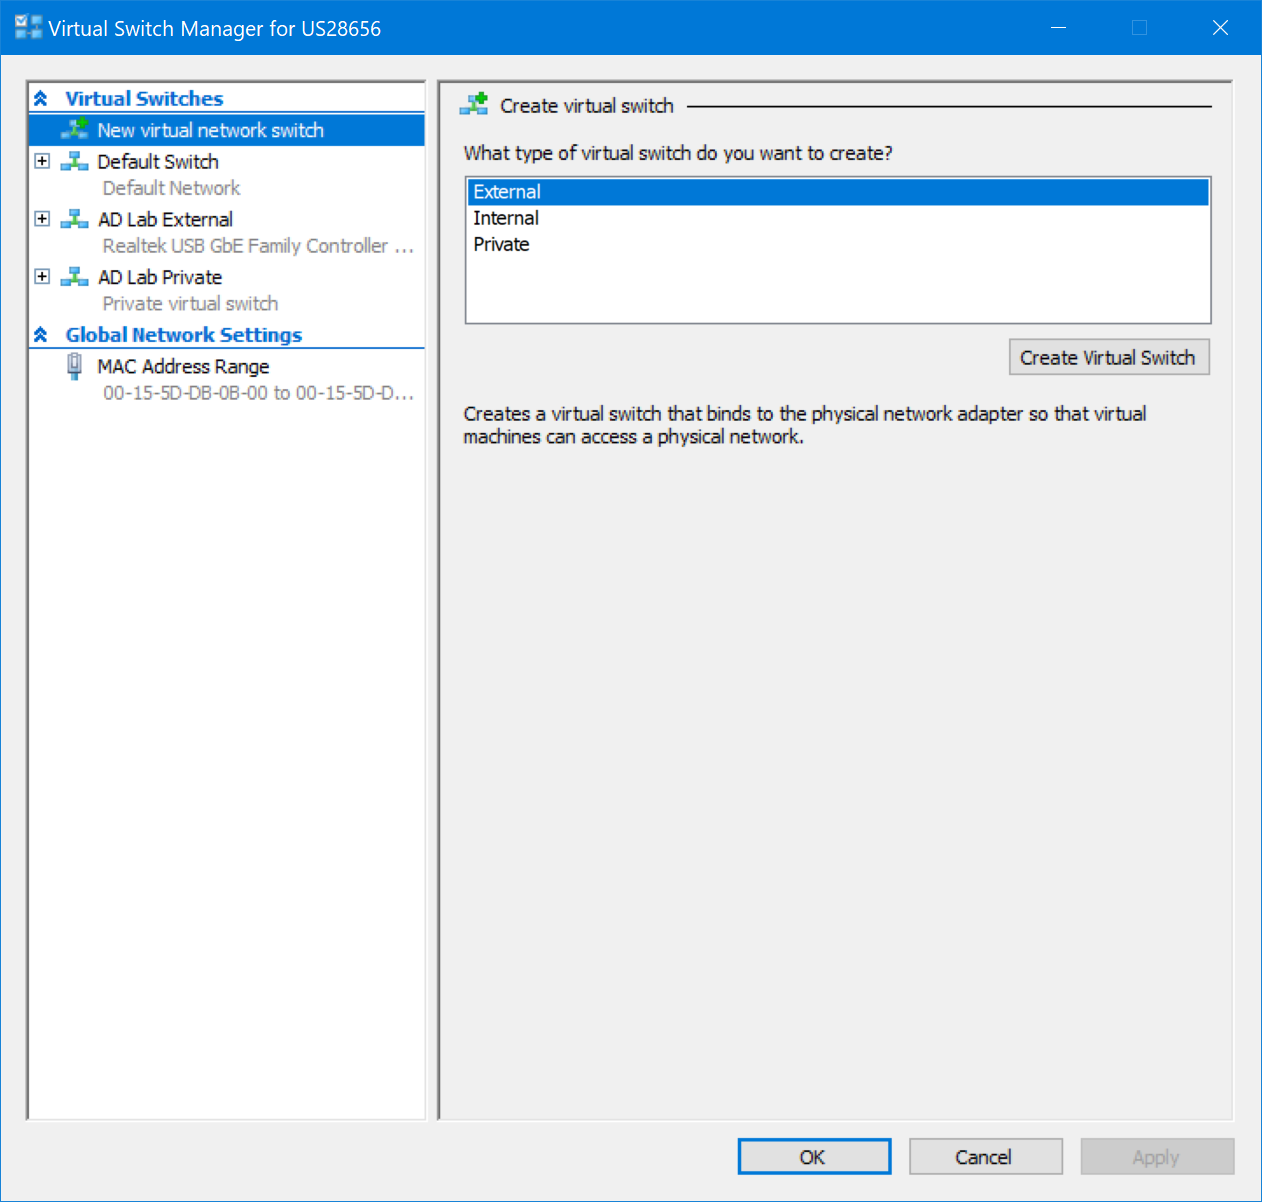 Virtual Switch Manager for US28656
Virtual Switches
New virtual network switch
Default Switch
Default Network
AD Lab External
Realtek USB GbE Family Controller ...
AD Lab Private
Private virtual switch
Global Network Settings
MAC Address Range
00-15-5D-DB-0B-00 to 00-15-5D-D...
Create virtual switch
What type of virtual switch do you want to create?
External
Internal
Private
Create Virtual Switch
Creates a virtual switch that binds to the physical network adapter so that virtual
machines can access a physical network.
OK
Cancel
Apply